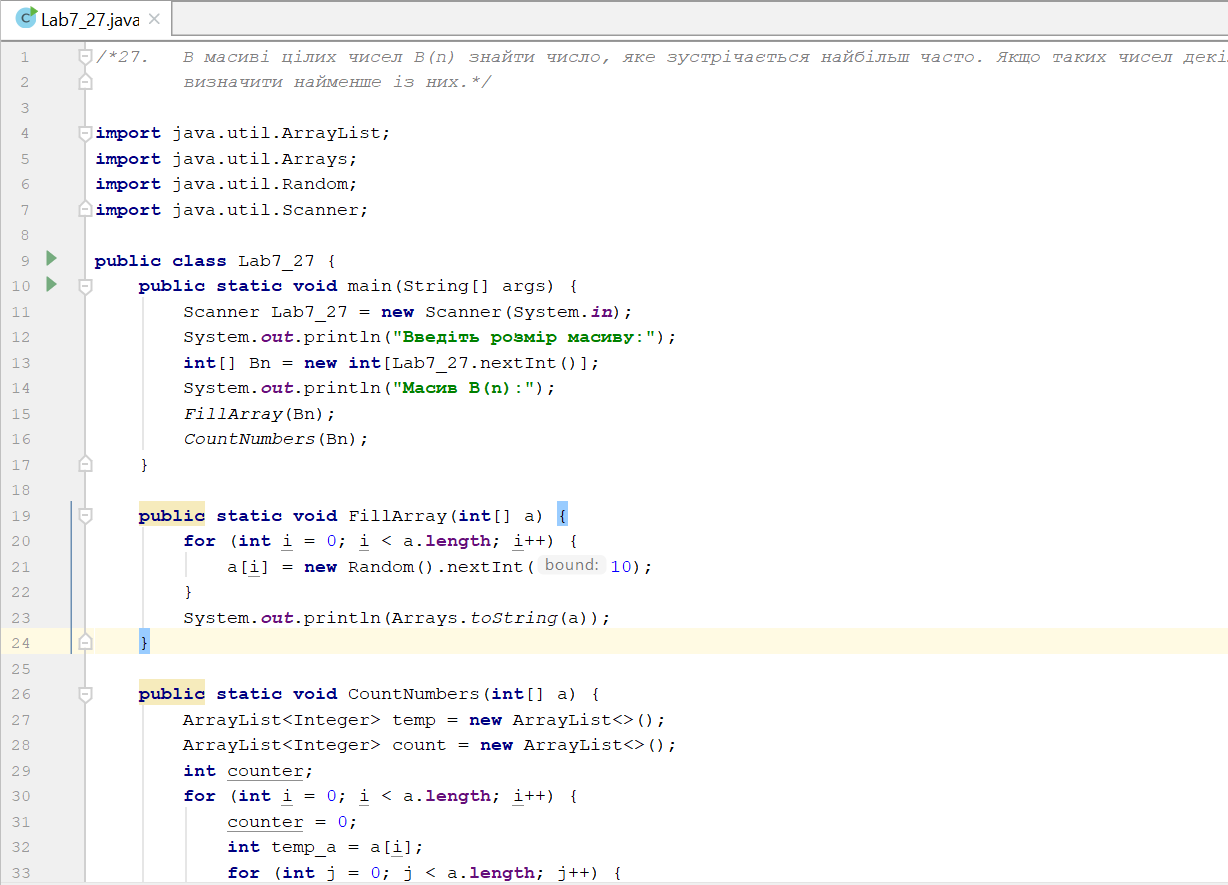 Lab7_27.java
1 /*27. В масиві цілих чисел B(n) знайти число, яке зустрічається найбільш часто. Якщо таких чисел
2 визначити найменше із них.*/
3
4 import java.util.ArrayList;
5 import java.util.Arrays;
6 import java.util.Random;
7 import java.util.Scanner;
8
9 public class Lab7_27 {
10 public static void main(String[] args) {
11 Scanner Lab7_27 = new Scanner(System.in);
12 System.out.println("Введіть розмір масиву:");
13 int[] Bn = new int[Lab7_27.nextInt()];
14 System.out.println("Масив B(n):");
15 FillArray(Bn);
16 CountNumbers(Bn);
17 }
18
19 public static void FillArray(int[] a) {
20 for (int i = 0; i < a.length; i++) {
21 a[i] = new Random().nextInt( bound: 10);
22 }
23 System.out.println(Arrays.toString(a));
24 }
25
26 public static void CountNumbers(int[] a) {
27 ArrayList<Integer> temp = new ArrayList<>();
28 ArrayList<Integer> count = new ArrayList<>();
29 int counter;
30 for (int i = 0; i < a.length; i++) {
31 counter = 0;
32 int temp_a = a[i];
33 for (int j = 0; j < a.length; j++) {